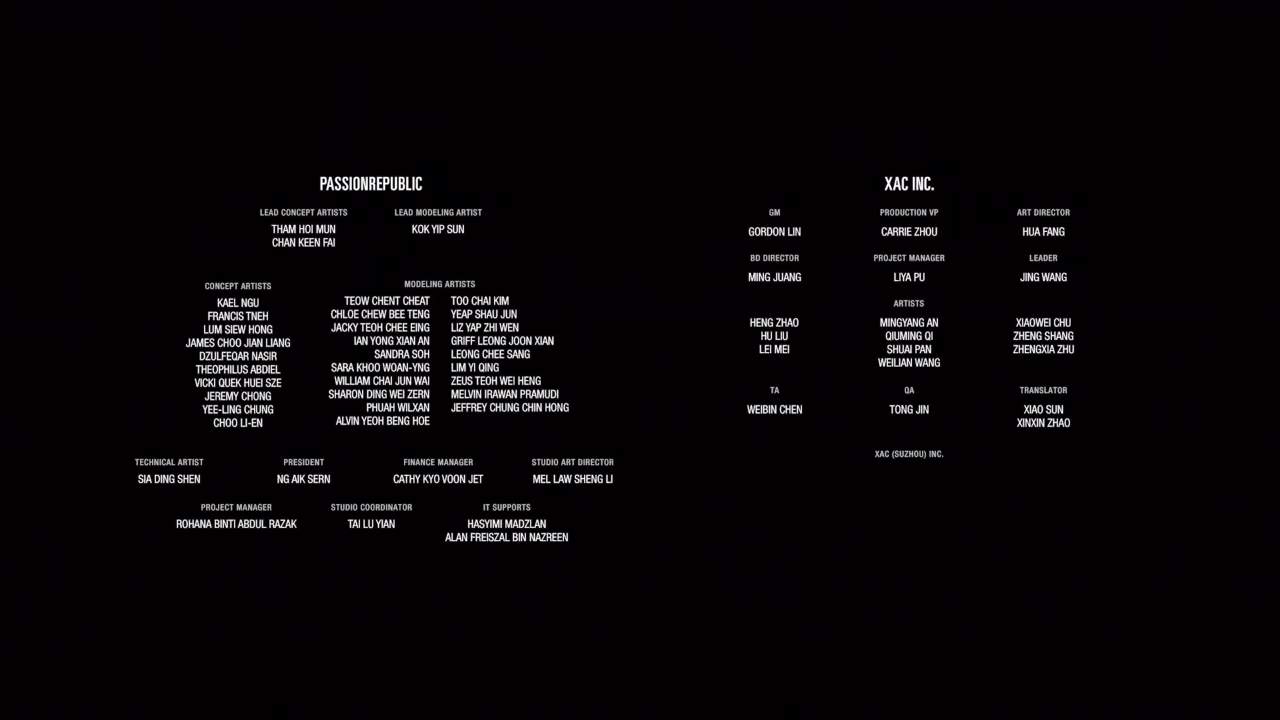 PASSIONREPUBLIC
LEAD CONCEPT ARTISTS
THAM HOI MUN
CHAN KEEN FAI
LEAD MODELING ARTIST
KOK YIP SUN
CONCEPT ARTISTS
KAEL NGU
FRANCIS TNEH
LUM SIEW HONG
JAMES CHOO JIAN LIANG
DZULFEQAR NASIR
THEOPHILUS ABDIEL
VICKI QUEK HUEI SZE
JEREMY CHONG
YEE-LING CHUNG
CHOO LI-EN
MODELING ARTISTS
TEOW CHENT CHEAT
CHLOE CHEW BEE TENG
JACKY TEOH CHEE EING
IAN YONG XIAN AN
SANDRA SOH
SARA KHOO WOAN-YNG
WILLIAM CHAI JUN WAI
SHARON DING WEI ZERN
PHUAH WILXAN
ALVIN YEOH BENG HOE
TOO CHAI KIM
YEAP SHAU JUN
LIZ YAP ZHI WEN
GRIFF LEONG JOON XIAN
LEONG CHEE SANG
LIM YI QING
ZEUS TEOH WEI HENG
MELVIN IRAWAN PRAMUDI
JEFFREY CHUNG CHIN HONG
TECHNICAL ARTIST
SIA DING SHEN
PRESIDENT
NG AIK SERN
FINANCE MANAGER
CATHY KYO VOON JET
STUDIO ART DIRECTOR
MEL LAW SHENG LI
PROJECT MANAGER
ROHANA BINTI ABDUL RAZAK
STUDIO COORDINATOR
TAI LU YIAN
IT SUPPORTS
HASYIMI MADZLAN
ALAN FREISZAL BIN NAZREEN
XAC INC.
GM
GORDON LIN
PRODUCTION VP
CARRIE ZHOU
ART DIRECTOR
HUA FANG
BD DIRECTOR
MING JUANG
PROJECT MANAGER
LIYA PU
LEADER
JING WANG
ARTISTS
HENG ZHAO
HU LIU
LEI MEI
MINGYANG AN
QIUMING QI
SHUAI PAN
WEILIAN WANG
XIAOWEI CHU
ZHENG SHANG
ZHENGXIA ZHU
TA
WEIBIN CHEN
QA
TONG JIN
TRANSLATOR
XIAO SUN
XINXIN ZHAO
XAC (SUZHOU) INC.